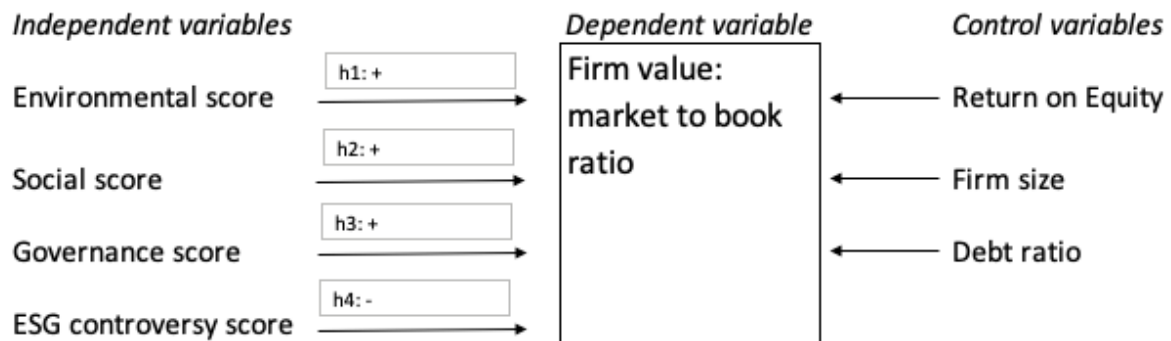 Independent variables
Dependent variable
Control variables
h1: +
Environmental score
Firm value:
market to book
ratio
Return on Equity
h2: +
Social score
Firm size
h3: +
Governance score
Debt ratio
h4: -
ESG controversy score